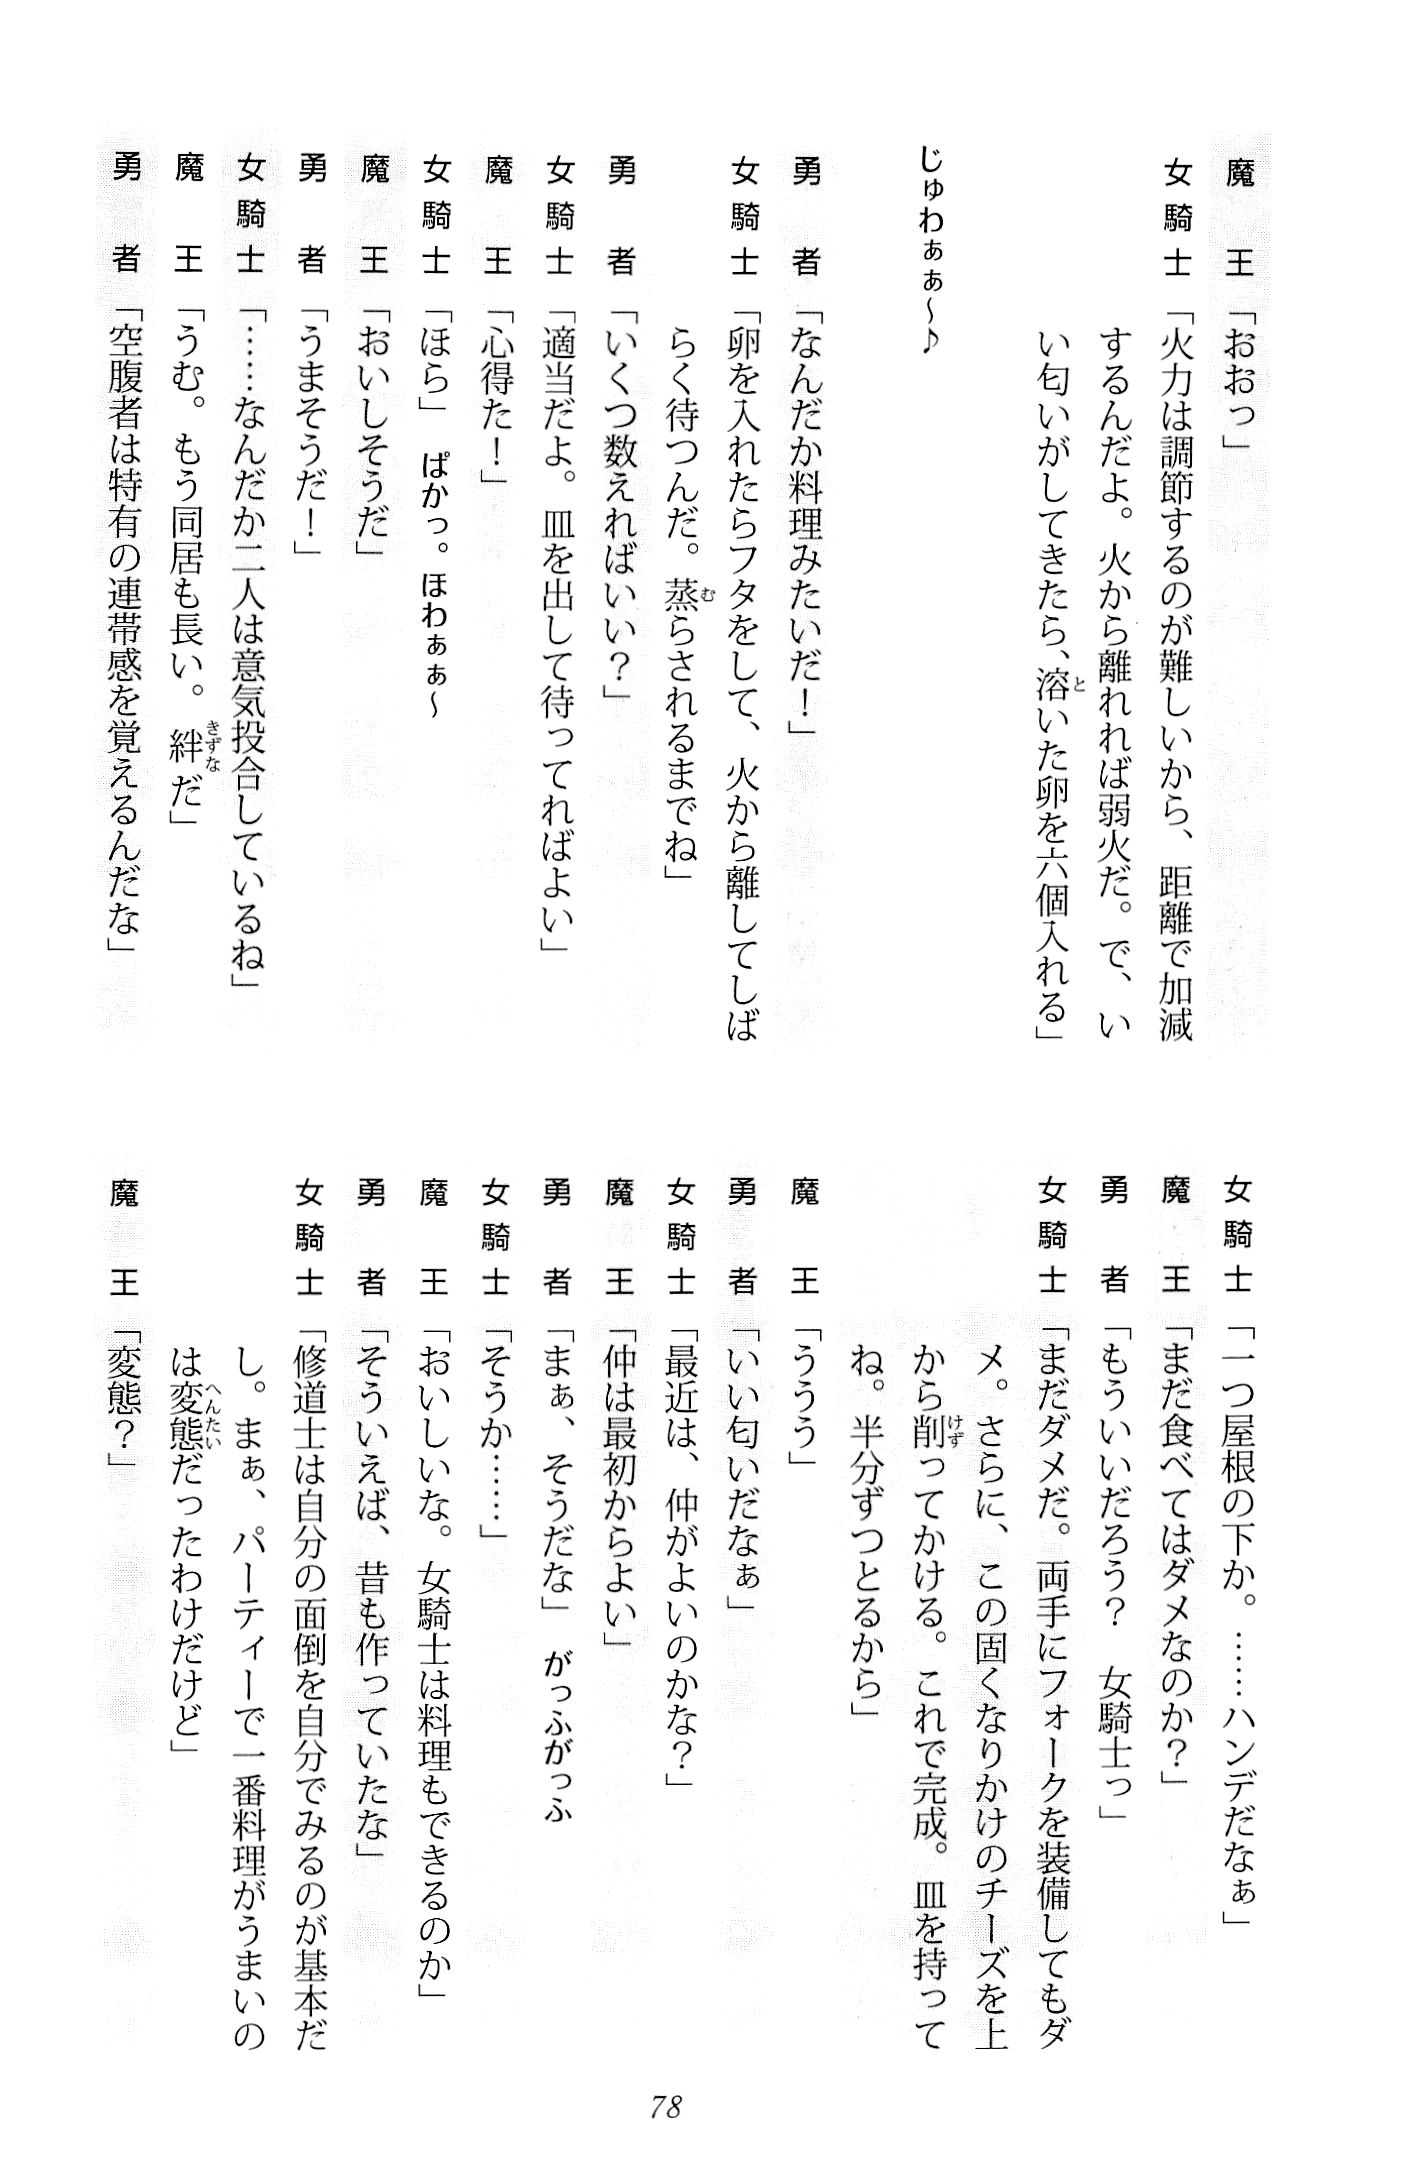 魔王「おおっ」
女騎士「火力は調節するのが難しいから、距離で加減
するんだよ。火から離れれば弱火だ。で、い
い匂いがしてきたら、溶いた卵を六個入れる」
じゅわぁぁ～♪
勇者「なんだか料理みたいだ！」
女騎士「卵を入れたらフタをして、火から離してしば
らく待つんだ。蒸らされるまでね」
勇者「いくつ数えればいい？」
女騎士「適当だよ。皿を出して待ってればよい」
魔王「心得た！」
女騎士「ほら」　ぱかっ。ほわぁぁ～
魔王「おいしそうだ」
勇者「うまそうだ！」
女騎士「……なんだか二人は意気投合しているね」
魔王「うむ。もう同居も長い。絆だ」
勇者「空腹者は特有の連帯感を覚えるんだな」
女騎士「一つ屋根の下か。……ハンデだなぁ」
魔王「まだ食べてはダメなのか？」
勇者「もういいだろう？　女騎士っ」
女騎士「まだダメだ。両手にフォークを装備してもダ
メ。さらに、この固くなりかけのチーズを上
から削ってかける。これで完成。皿を持って
ね。半分ずつとるから」
魔王「ううう」
勇者「いい匂いだなぁ」
女騎士「最近は、仲がよいのかな？」
魔王「仲は最初からよい」
勇者「まぁ、そうだな」　がっふがっふ
女騎士「そうか……」
魔王「おいしいな。女騎士は料理もできるのか」
勇者「そういえば、昔も作っていたな」
女騎士「修道士は自分の面倒を自分でみるのが基本だ
し。まぁ、パーティーで一番料理がうまいの
は変態だったわけだけど」
魔王「変態？」
78